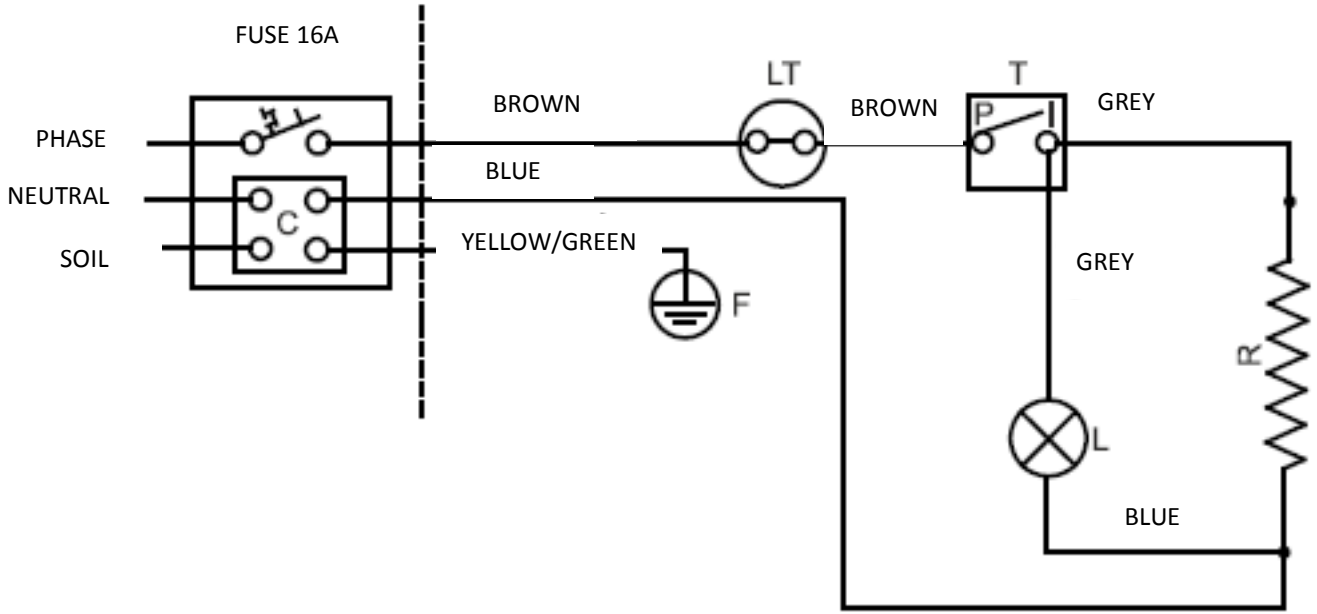 FUSE 16A
LT
T
BROWN
BROWN
GREY
P
I
PHASE
BLUE
NEUTRAL
C
YELLOW/GREEN
SOIL
GREY
F
R
L
BLUE